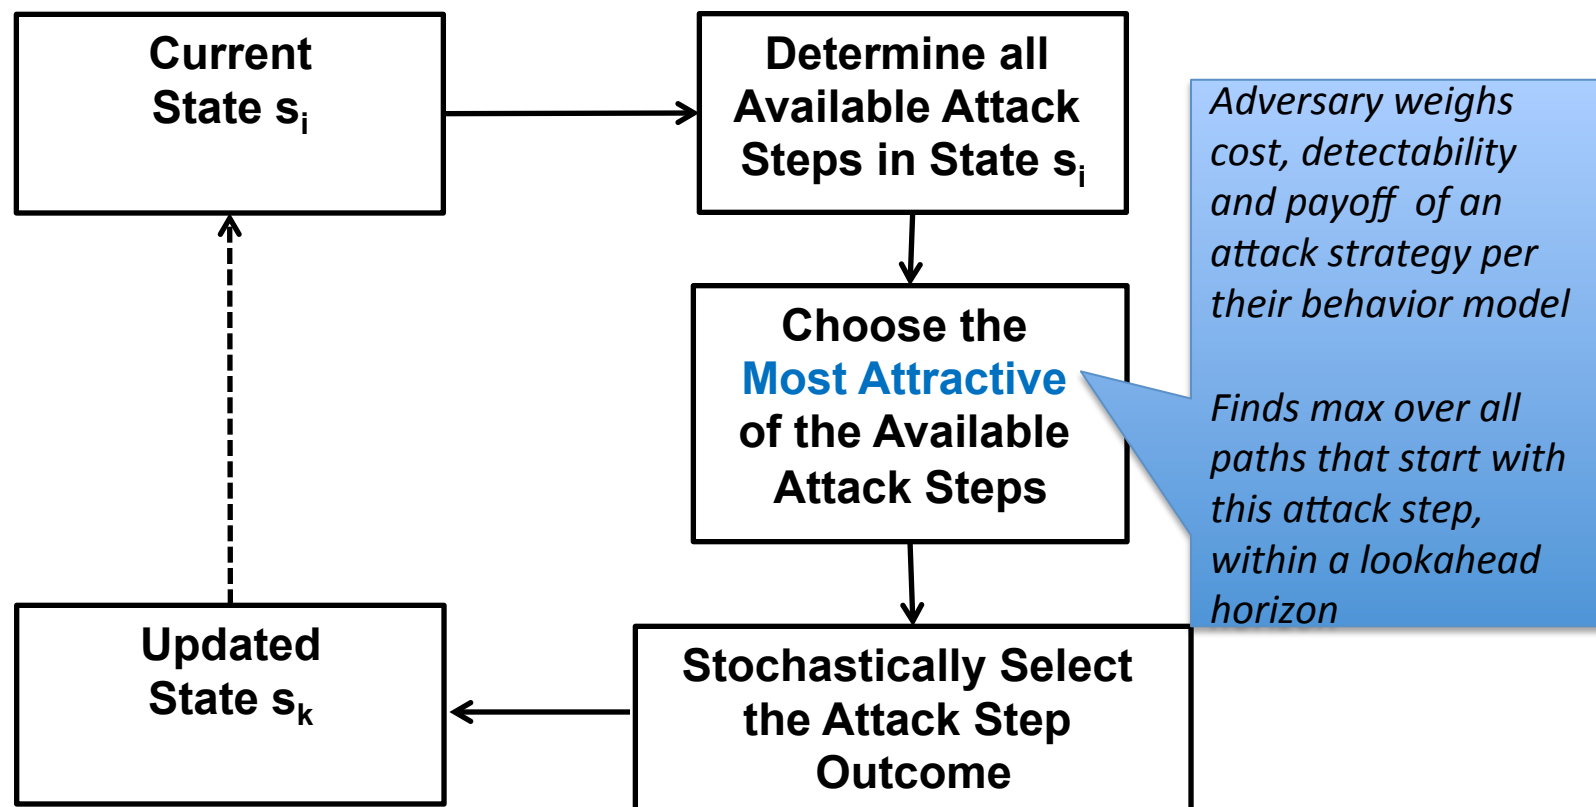 Current
State sᵢ
Determine all
Available Attack
Steps in State sᵢ
Adversary weighs
cost, detectability
and payoff of an
attack strategy per
their behavior model
Finds max over all
paths that start with
this attack step,
within a lookahead
horizon
Choose the
Most Attractive
of the Available
Attack Steps
Stochastically Select
the Attack Step
Outcome
Updated
State sₖ